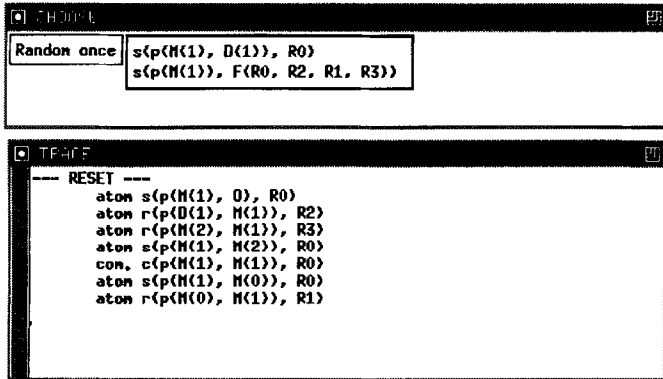 CHOOSE
Random once
s(p(M(1), D(1)), R0)
s(p(M(1)), F(R0, R2, R1, R3))
TRACE
--- RESET ---
atom s(p(M(1), D), R0)
atom r(p(D(1), M(1)), R2)
atom r(p(M(2), M(1)), R3)
atom s(p(M(1), M(2)), R0)
com. c(p(M(1), M(1)), R0)
atom s(p(M(1), M(0)), R0)
atom r(p(M(0), M(1)), R1)